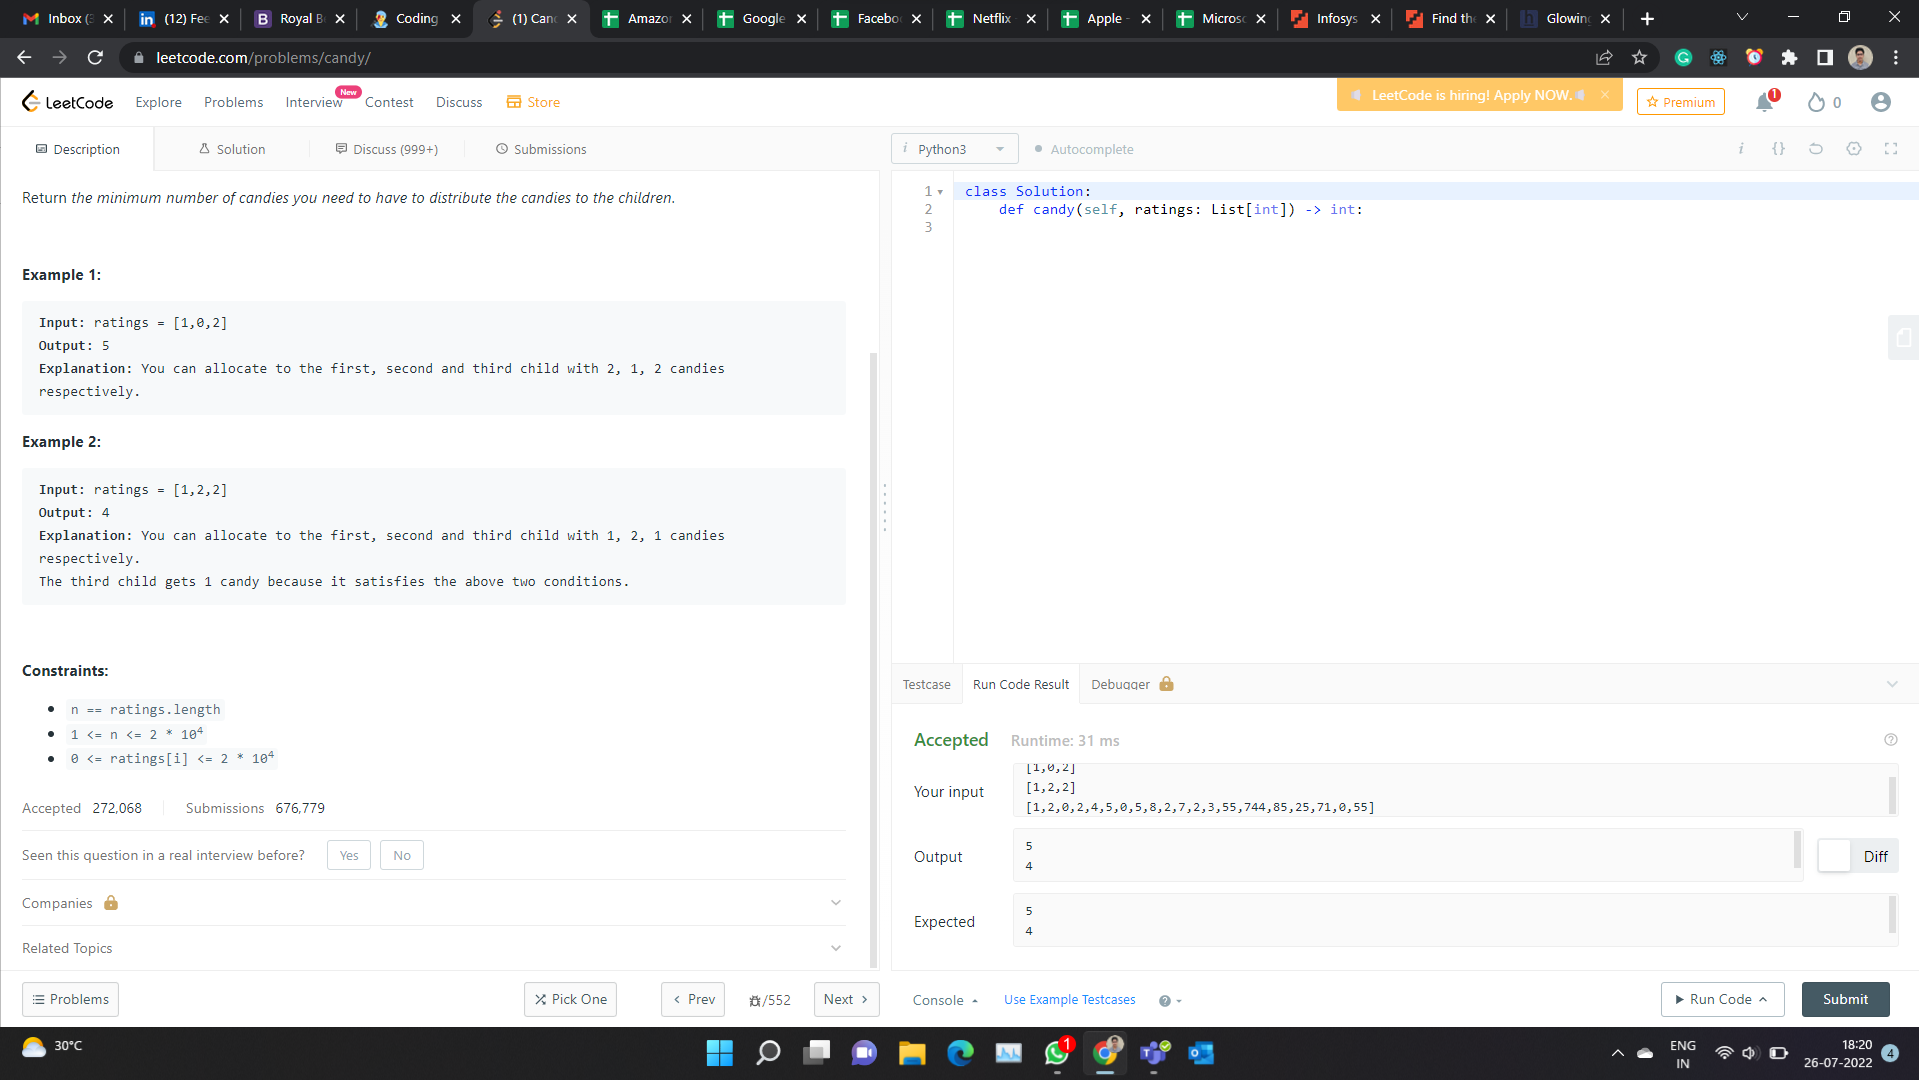 Inbox (3
(12) Fee
Royal B
Coding
(1) Canc
Amazon
Google
Facebo
Netflix
Apple -
Micros
Infosys
Find the
Glowing
leetcode.com/problems/candy/
LeetCode
Explore
Problems
Interview
New
Contest
Discuss
Store
LeetCode is hiring! Apply NOW.
Premium
1
0
Description
Solution
Discuss (999+)
Submissions
i Python3
Autocomplete
i {}
Return the minimum number of candies you need to have to distribute the candies to the children.
Example 1:
Input: ratings = [1,0,2]
Output: 5
Explanation: You can allocate to the first, second and third child with 2, 1, 2 candies
respectively.
Example 2:
Input: ratings = [1,2,2]
Output: 4
Explanation: You can allocate to the first, second and third child with 1, 2, 1 candies
respectively.
The third child gets 1 candy because it satisfies the above two conditions.
Constraints:
n == ratings.length
1 <= n <= 2 * 10⁴
0 <= ratings[i] <= 2 * 10⁴
Accepted 272,068
Submissions 676,779
Seen this question in a real interview before?
Yes
No
Companies
Related Topics
Problems
Pick One
Prev
/552
Next
1 class Solution:
2 def candy(self, ratings: List[int]) -> int:
3
Testcase
Run Code Result
Debugger
Accepted
Runtime: 31 ms
Your input
[1,0,2]
[1,2,2]
[1,2,0,2,4,5,0,5,8,2,7,2,3,55,744,85,25,71,0,55]
Output
5
4
Diff
Expected
5
4
Console
Use Example Testcases
Run Code
Submit
30°C
1
ENG
IN
18:20
26-07-2022
4